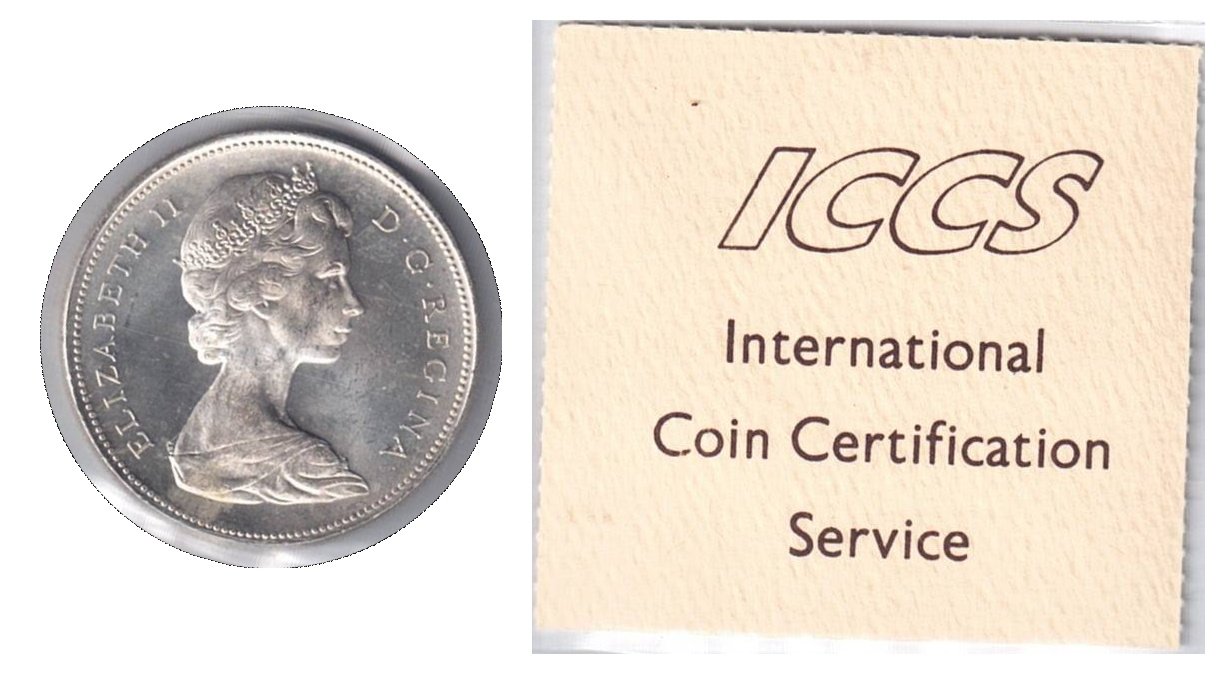 ELIZABETH II D·G·REGINA
ICCS
International
Coin Certification
Service